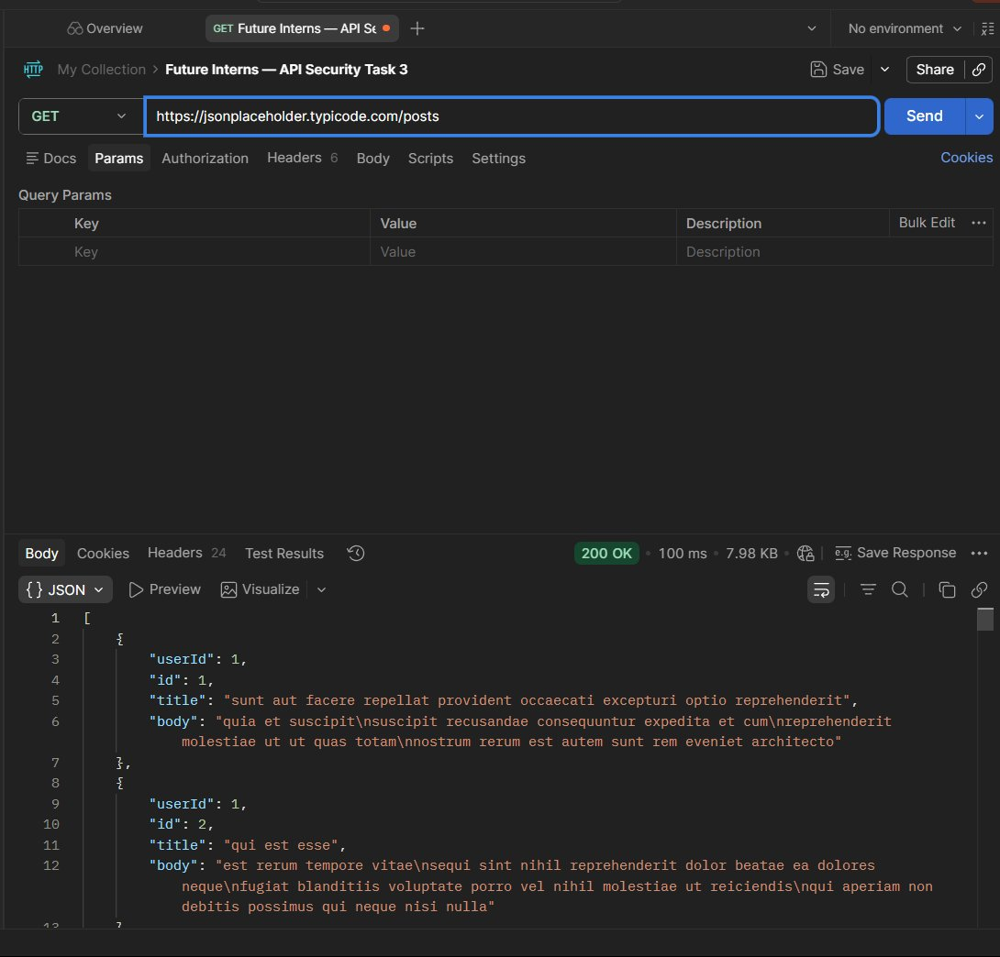 Overview
GET Future Interns — API Se
No environment
HTTP My Collection > Future Interns — API Security Task 3
Save
Share
GET
https://jsonplaceholder.typicode.com/posts
Send
Docs Params Authorization Headers 6 Body Scripts Settings
Cookies
Query Params
Key Value Description Bulk Edit
Key Value Description
Body Cookies Headers 24 Test Results
200 OK • 100 ms • 7.98 KB • e.g. Save Response
{} JSON Preview Visualize
1 [
2 {
3 "userId": 1,
4 "id": 1,
5 "title": "sunt aut facere repellat provident occaecati excepturi optio reprehenderit",
6 "body": "quia et suscipit\nsuscipit recusandae consequuntur expedita et cum\nreprehenderit
molestiae ut ut quas totam\nnostrum rerum est autem sunt rem eveniet architecto"
7 },
8 {
9 "userId": 1,
10 "id": 2,
11 "title": "qui est esse",
12 "body": "est rerum tempore vitae\nsequi sint nihil reprehenderit dolor beatae ea dolores
neque\nfugiat blanditiis voluptate porro vel nihil molestiae ut reiciendis\nqui aperiam non
debitis possimus qui neque nisi nulla"
13 }